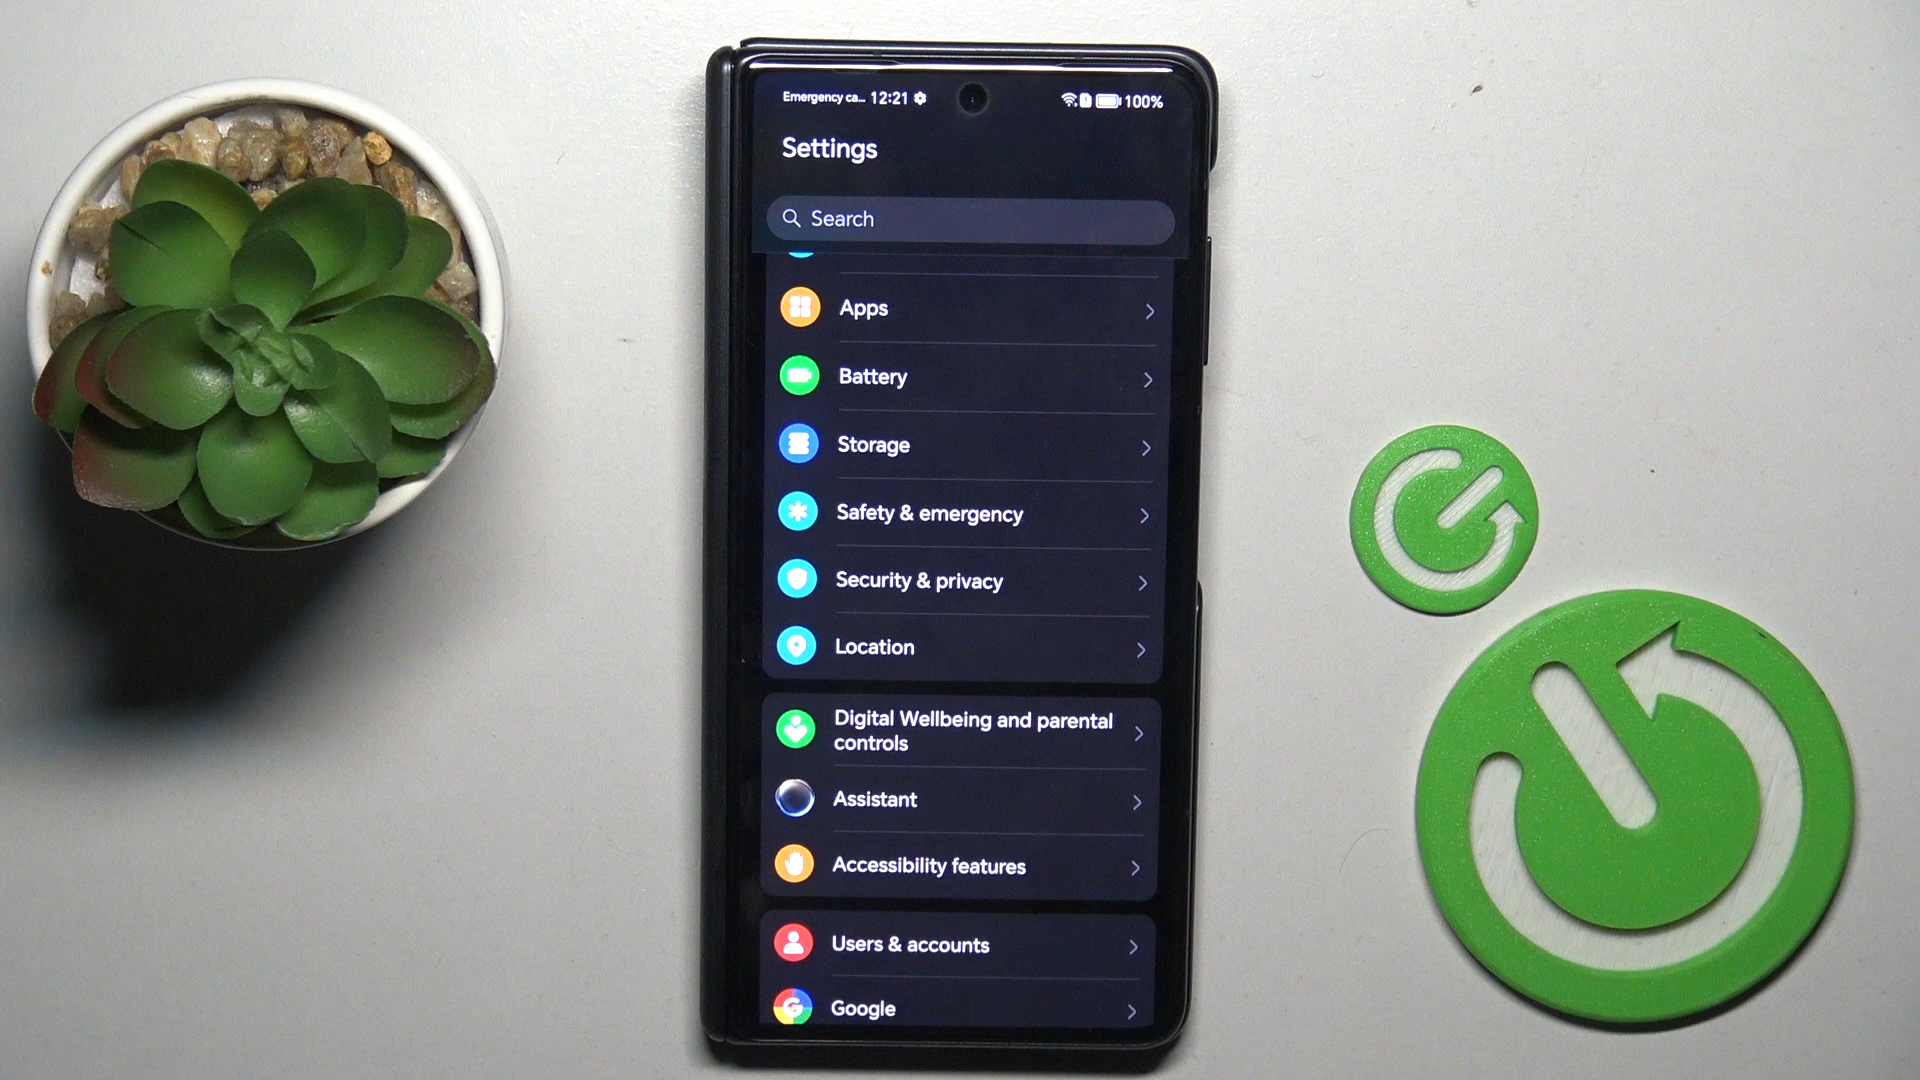 Emergency ca... 12:21 100%
Settings
Search
Apps
Battery
Storage
Safety & emergency
Security & privacy
Location
Digital Wellbeing and parental
controls
Assistant
Accessibility features
Users & accounts
Google